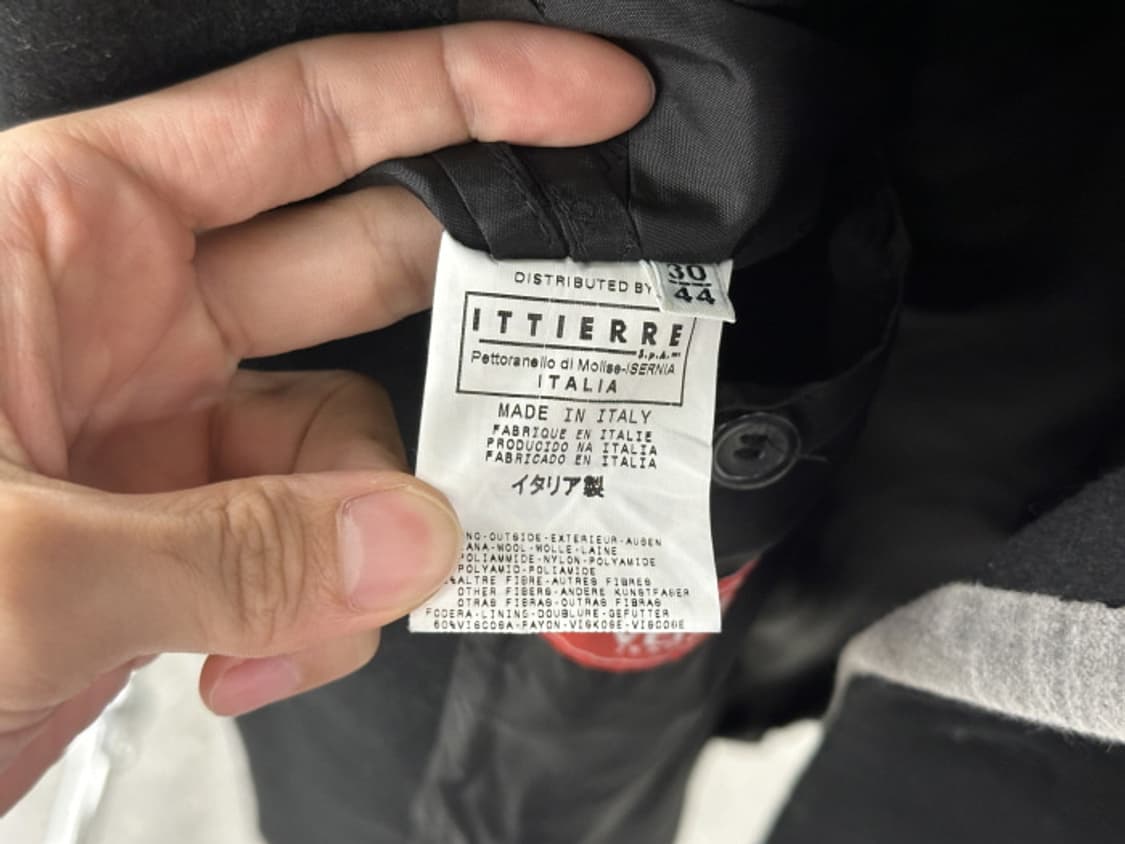 DISTRIBUTED BY
30
44
ITTIERRE
S.p.A.
Pettoranello di Molise-ISERNIA
ITALIA
MADE IN ITALY
FABRIQUE EN ITALIE
PRODUCIDO NA ITALIA
FABRICADO EN ITALIA
イタリア製
NO-OUTSIDE-EXTERIEUR-AUSEN
LANA-WOOL-WOLLE-LAINE
POLIAMMIDE-NYLON-POLYAMIDE
POLYAMID-POLIAMIDE
%ALTRE FIBRE-AUTRES FIBRES
OTHER FIBERS-ANDERE KUNSTFASER
OTRAS FIBRAS-OUTRAS FIBRAS
FODERA-LINING-DOUBLURE-GEFUTTER
60%VISCOSA-RAYON-VISKOSE-VISCOSE